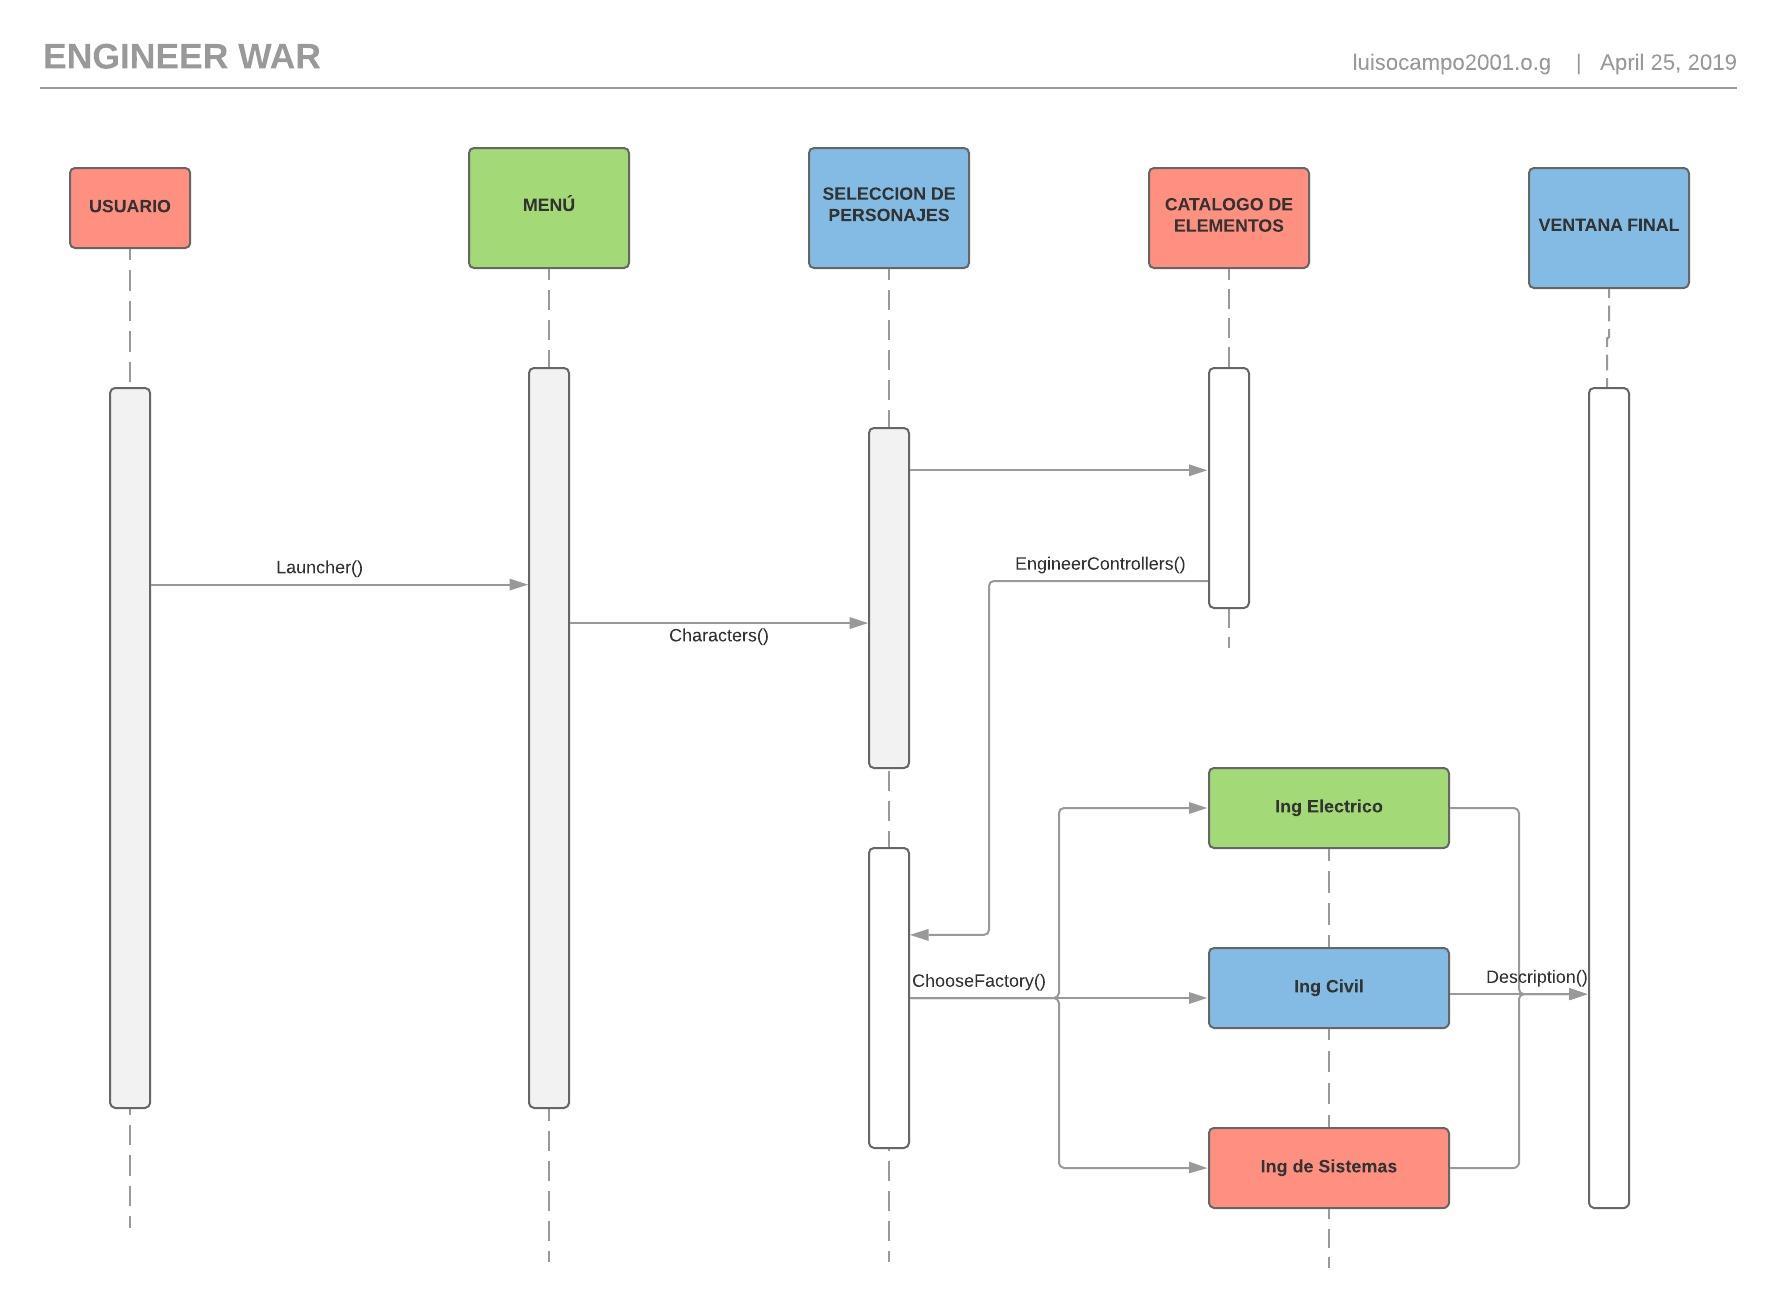 ENGINEER WAR
luisocampo2001.o.g | April 25, 2019
USUARIO
MENÚ
SELECCION DE
PERSONAJES
CATALOGO DE
ELEMENTOS
VENTANA FINAL
Launcher()
EngineerControllers()
Characters()
Ing Electrico
ChooseFactory()
Ing Civil
Description()
Ing de Sistemas